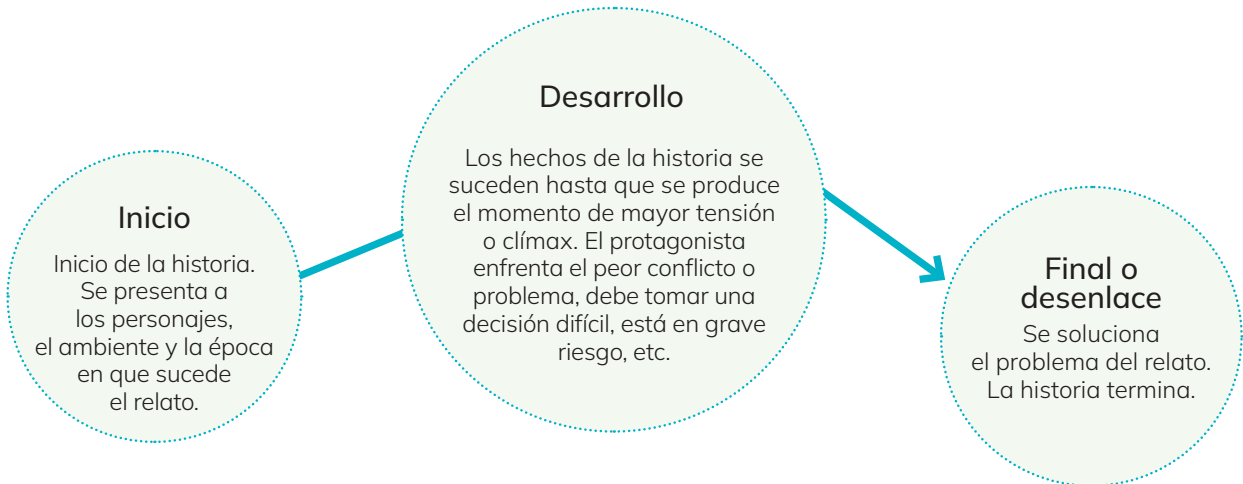 Inicio
Inicio de la historia.
Se presenta a
los personajes,
el ambiente y la época
en que sucede
el relato.
Desarrollo
Los hechos de la historia se
suceden hasta que se produce
el momento de mayor tensión
o clímax. El protagonista
enfrenta el peor conflicto o
problema, debe tomar una
decisión difícil, está en grave
riesgo, etc.
Final o
desenlace
Se soluciona
el problema del relato.
La historia termina.